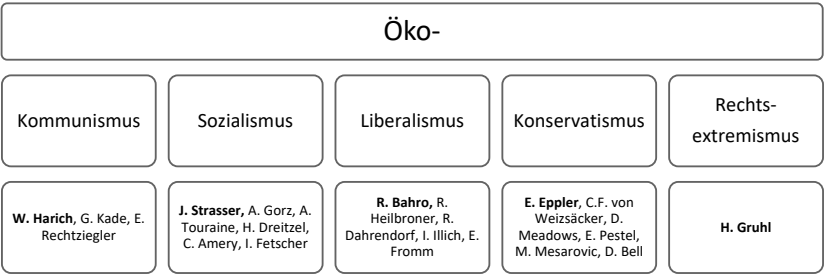 Öko-
Kommunismus
Sozialismus
Liberalismus
Konservatismus
Rechts-
extremismus
W. Harich, G. Kade, E.
Rechtziegler
J. Strasser, A. Gorz, A.
Touraine, H. Dreitzel,
C. Amery, I. Fetscher
R. Bahro, R.
Heilbroner, R.
Dahrendorf, I. Illich, E.
Fromm
E. Eppler, C.F. von
Weizsäcker, D.
Meadows, E. Pestel,
M. Mesarovic, D. Bell
H. Gruhl